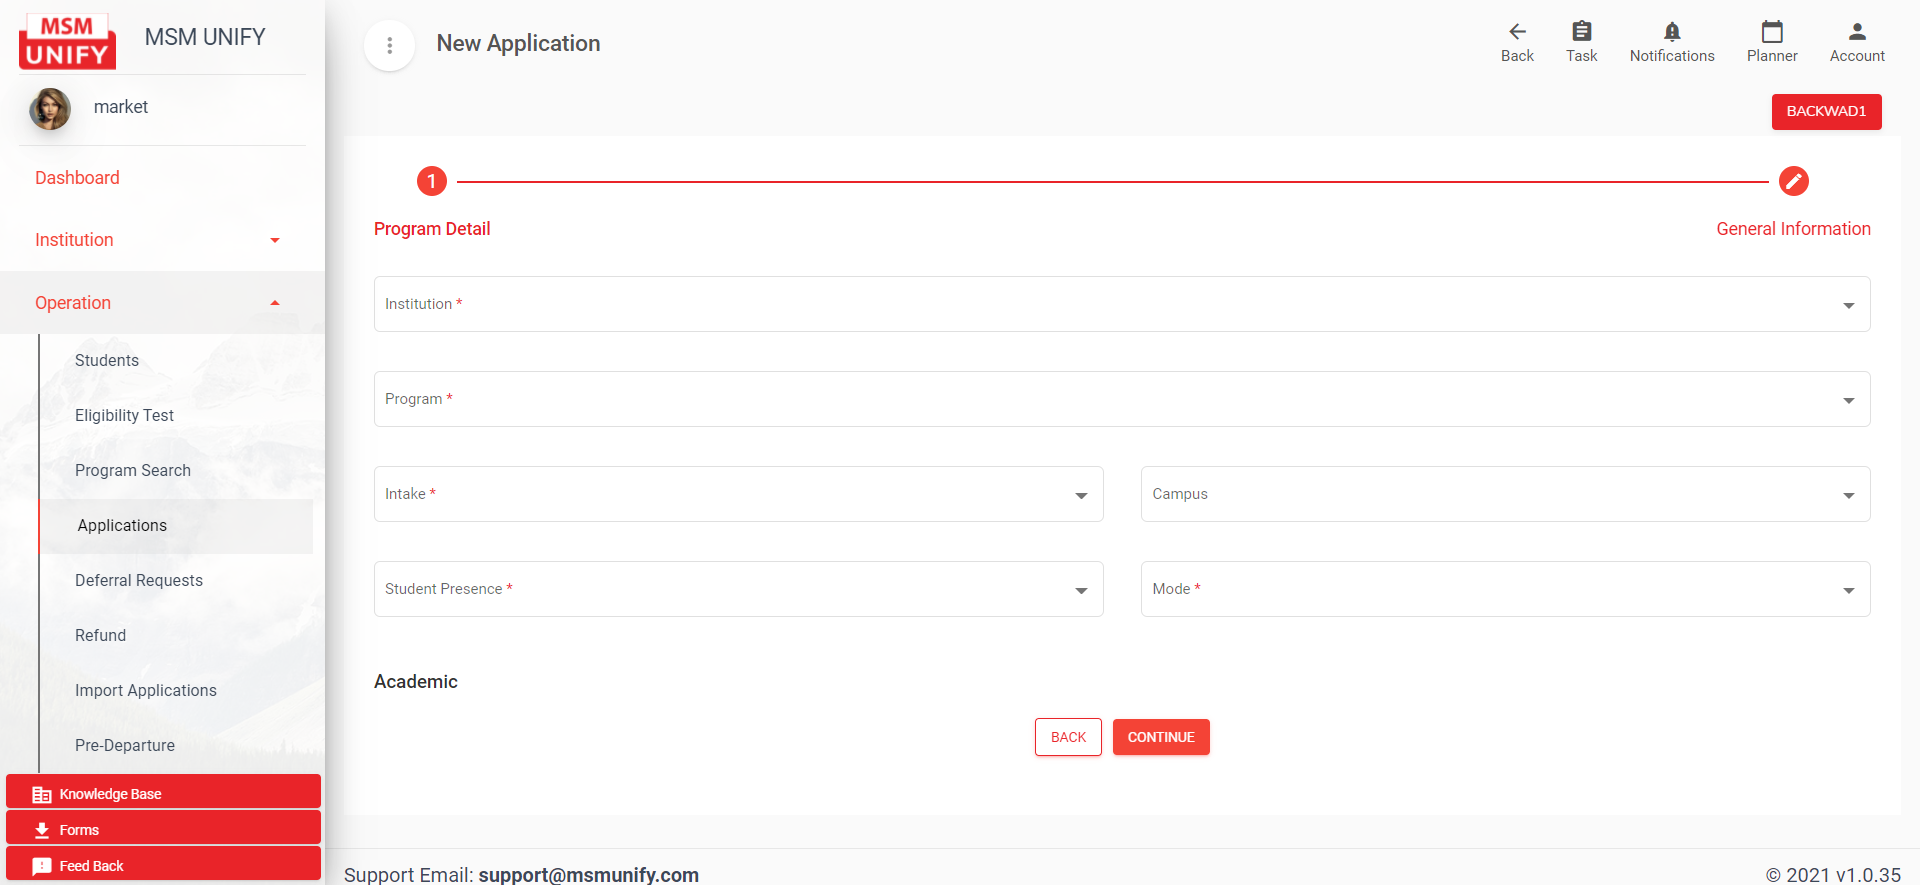 MSM
UNIFY
MSM UNIFY
market
Dashboard
Institution
Operation
Students
Eligibility Test
Program Search
Applications
Deferral Requests
Refund
Import Applications
Pre-Departure
Knowledge Base
Forms
Feed Back
New Application
Back
Task
Notifications
Planner
Account
BACKWAD1
1
Program Detail
General Information
Institution *
Program *
Intake *
Campus
Student Presence *
Mode *
Academic
BACK
CONTINUE
Support Email: support@msmunify.com
© 2021 v1.0.35